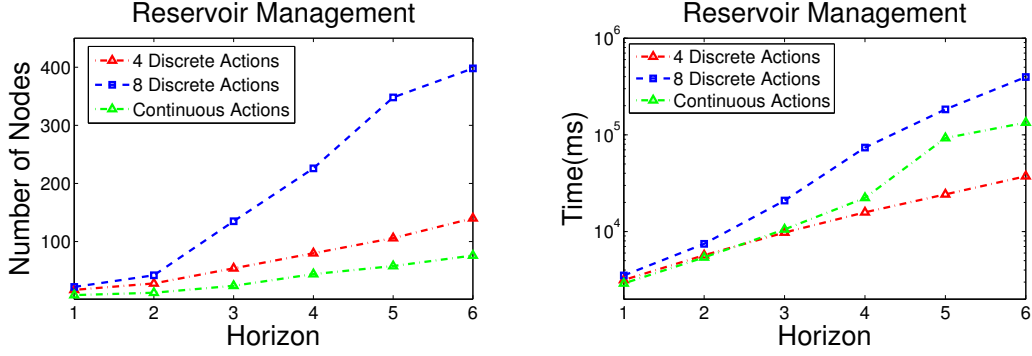 Reservoir Management
Number of Nodes
400
300
200
100
4 Discrete Actions
8 Discrete Actions
Continuous Actions
1 2 3 4 5 6
Horizon
Reservoir Management
Time(ms)
10^6
10^5
10^4
4 Discrete Actions
8 Discrete Actions
Continuous Actions
1 2 3 4 5 6
Horizon